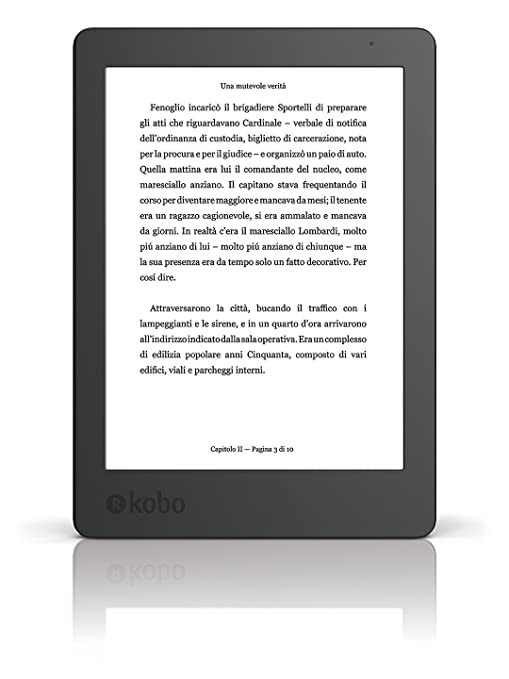 Una mutevole verità
Fenoglio incaricò il brigadiere Sportelli di preparare
gli atti che riguardavano Cardinale – verbale di notifica
dell'ordinanza di custodia, biglietto di carcerazione, nota
per la procura e per il giudice – e organizzò un paio di auto.
Quella mattina era lui il comandante del nucleo, come
maresciallo anziano. Il capitano stava frequentando il
corso per diventare maggiore e mancava da mesi; il tenente
era un ragazzo cagionevole, si era ammalato e mancava
da giorni. In realtà c'era il maresciallo Lombardi, molto
piú anziano di lui – molto piú anziano di chiunque – ma
la sua presenza era da tempo solo un fatto decorativo. Per
cosí dire.
Attraversarono la città, bucando il traffico con i
lampeggianti e le sirene, e in un quarto d'ora arrivarono
all'indirizzo indicato dalla sala operativa. Era un complesso
di edilizia popolare anni Cinquanta, composto di vari
edifici, viali e parcheggi interni.
Capitolo II — Pagina 3 di 10
R kobo